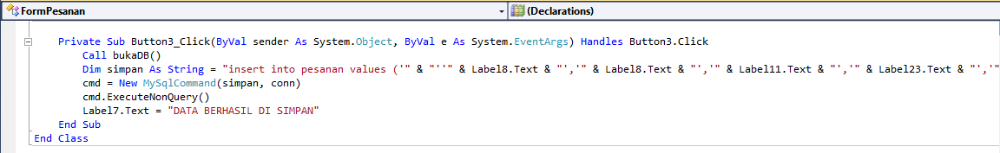 FormPesanan
(Declarations)
Private Sub Button3_Click(ByVal sender As System.Object, ByVal e As System.EventArgs) Handles Button3.Click
Call bukaDB()
Dim simpan As String = "insert into pesanan values ('" & "''" & Label8.Text & "','" & Label8.Text & "','" & Label11.Text & "','" & Label23.Text & "','"
cmd = New MySqlCommand(simpan, conn)
cmd.ExecuteNonQuery()
Label7.Text = "DATA BERHASIL DI SIMPAN"
End Sub
End Class